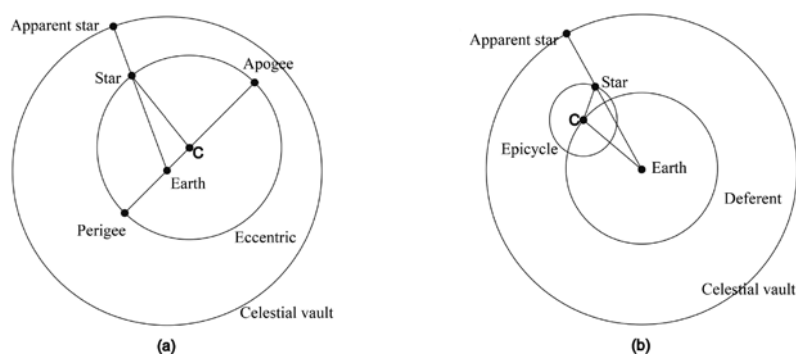 Apparent star
Star
Apogee
C
Earth
Perigee
Eccentric
Celestial vault
(a)
Apparent star
Star
C
Epicycle
Earth
Deferent
Celestial vault
(b)